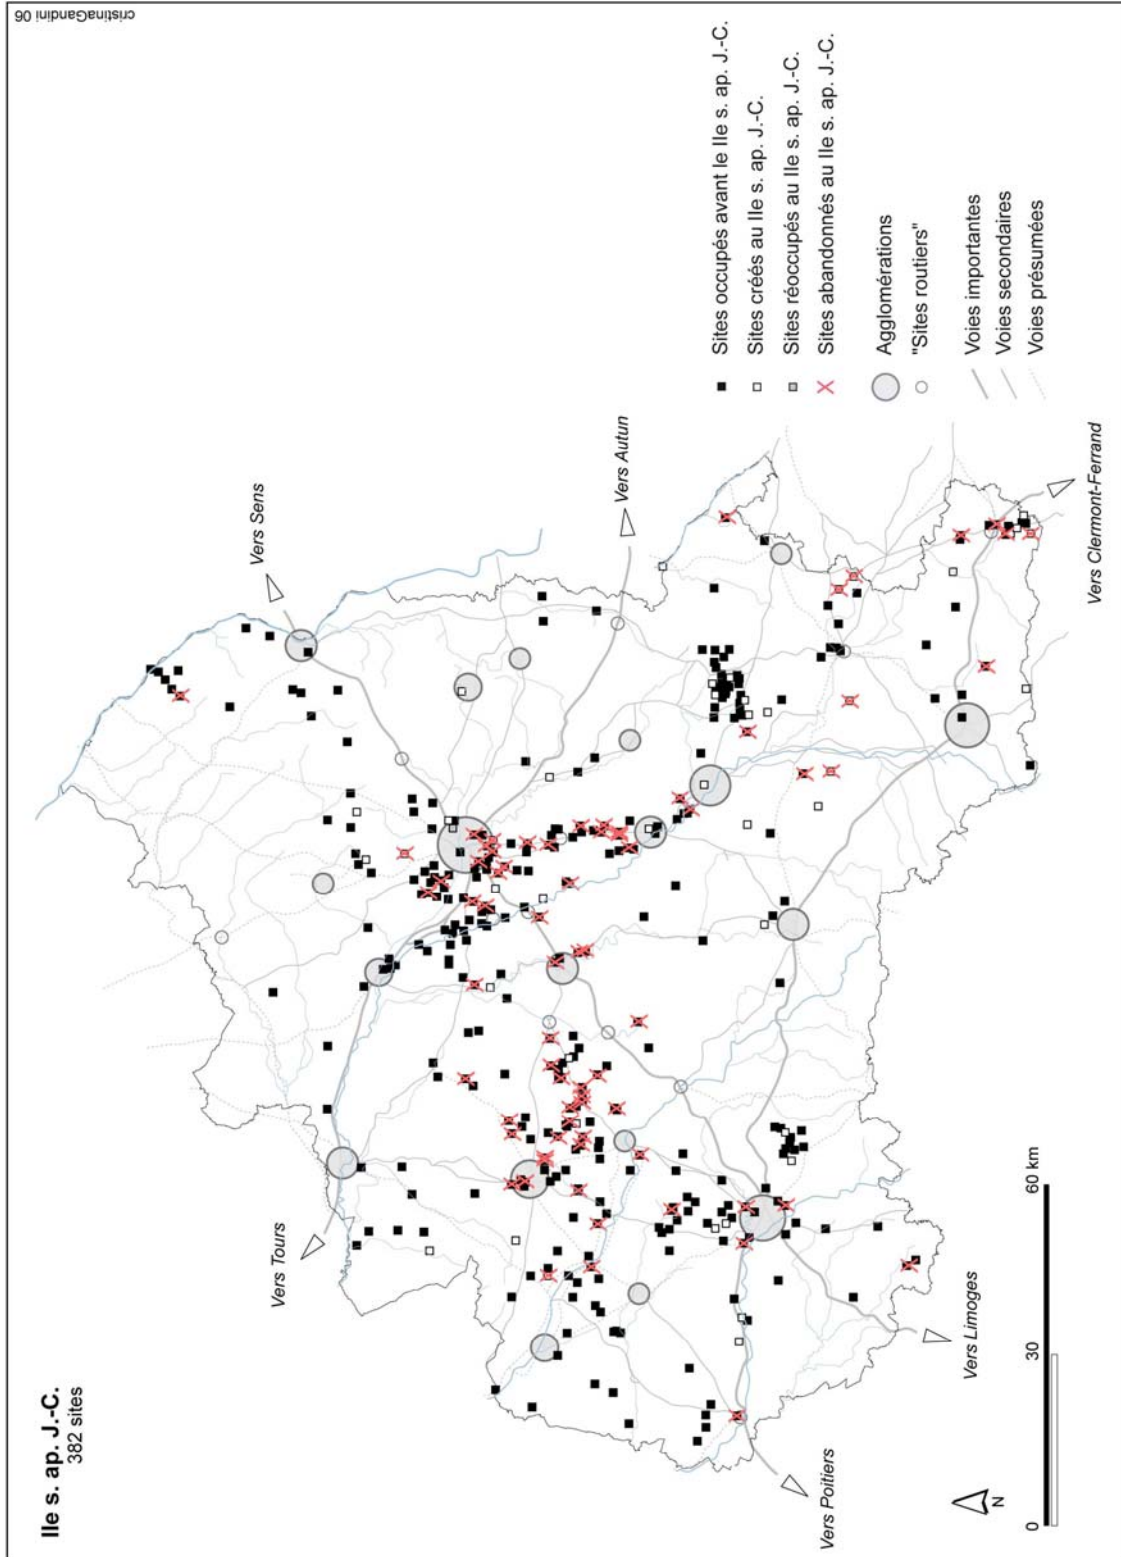 IIe s. ap. J.-C.
382 sites
Vers Sens
Vers Tours
Vers Autun
Vers Poitiers
Vers Limoges
Vers Clermont-Ferrand
N
0 30 60 km
Sites occupés avant le IIe s. ap. J.-C.
Sites créés au IIe s. ap. J.-C.
Sites réoccupés au IIe s. ap. J.-C.
Sites abandonnés au IIe s. ap. J.-C.
Agglomérations
"Sites routiers"
Voies importantes
Voies secondaires
Voies présumées
cristinaGandini 06